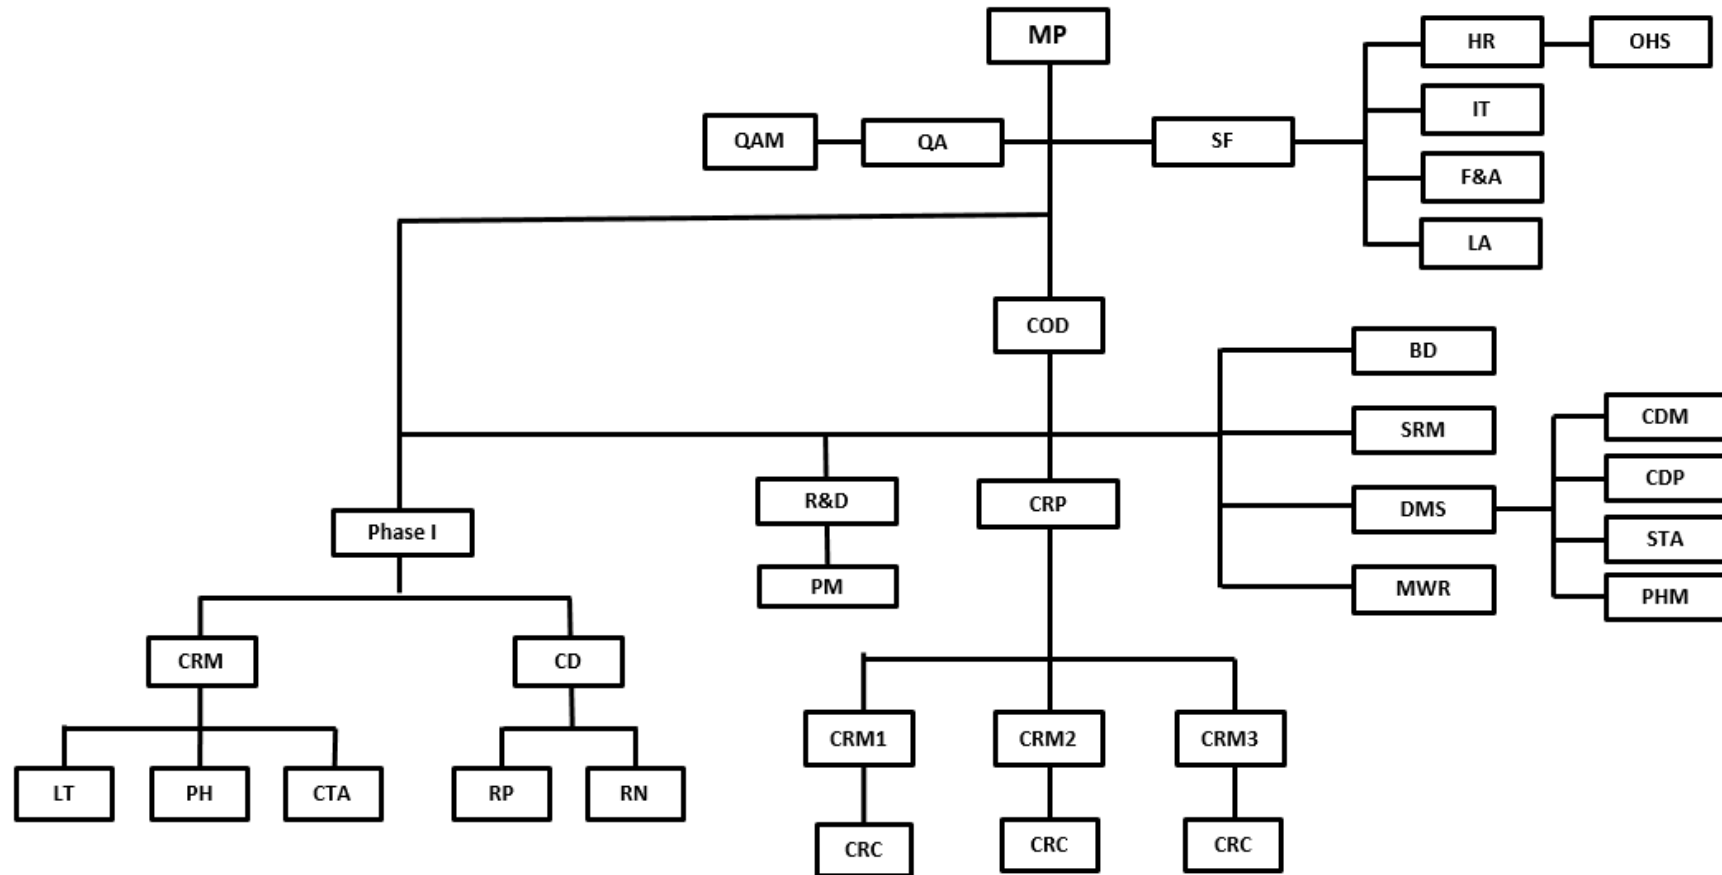 MP
HR
OHS
IT
QAM
QA
SF
F&A
LA
COD
BD
CDM
SRM
CDP
R&D
CRP
DMS
Phase I
STA
PM
MWR
PHM
CRM
CD
CRM1
CRM2
CRM3
LT
PH
CTA
RP
RN
CRC
CRC
CRC